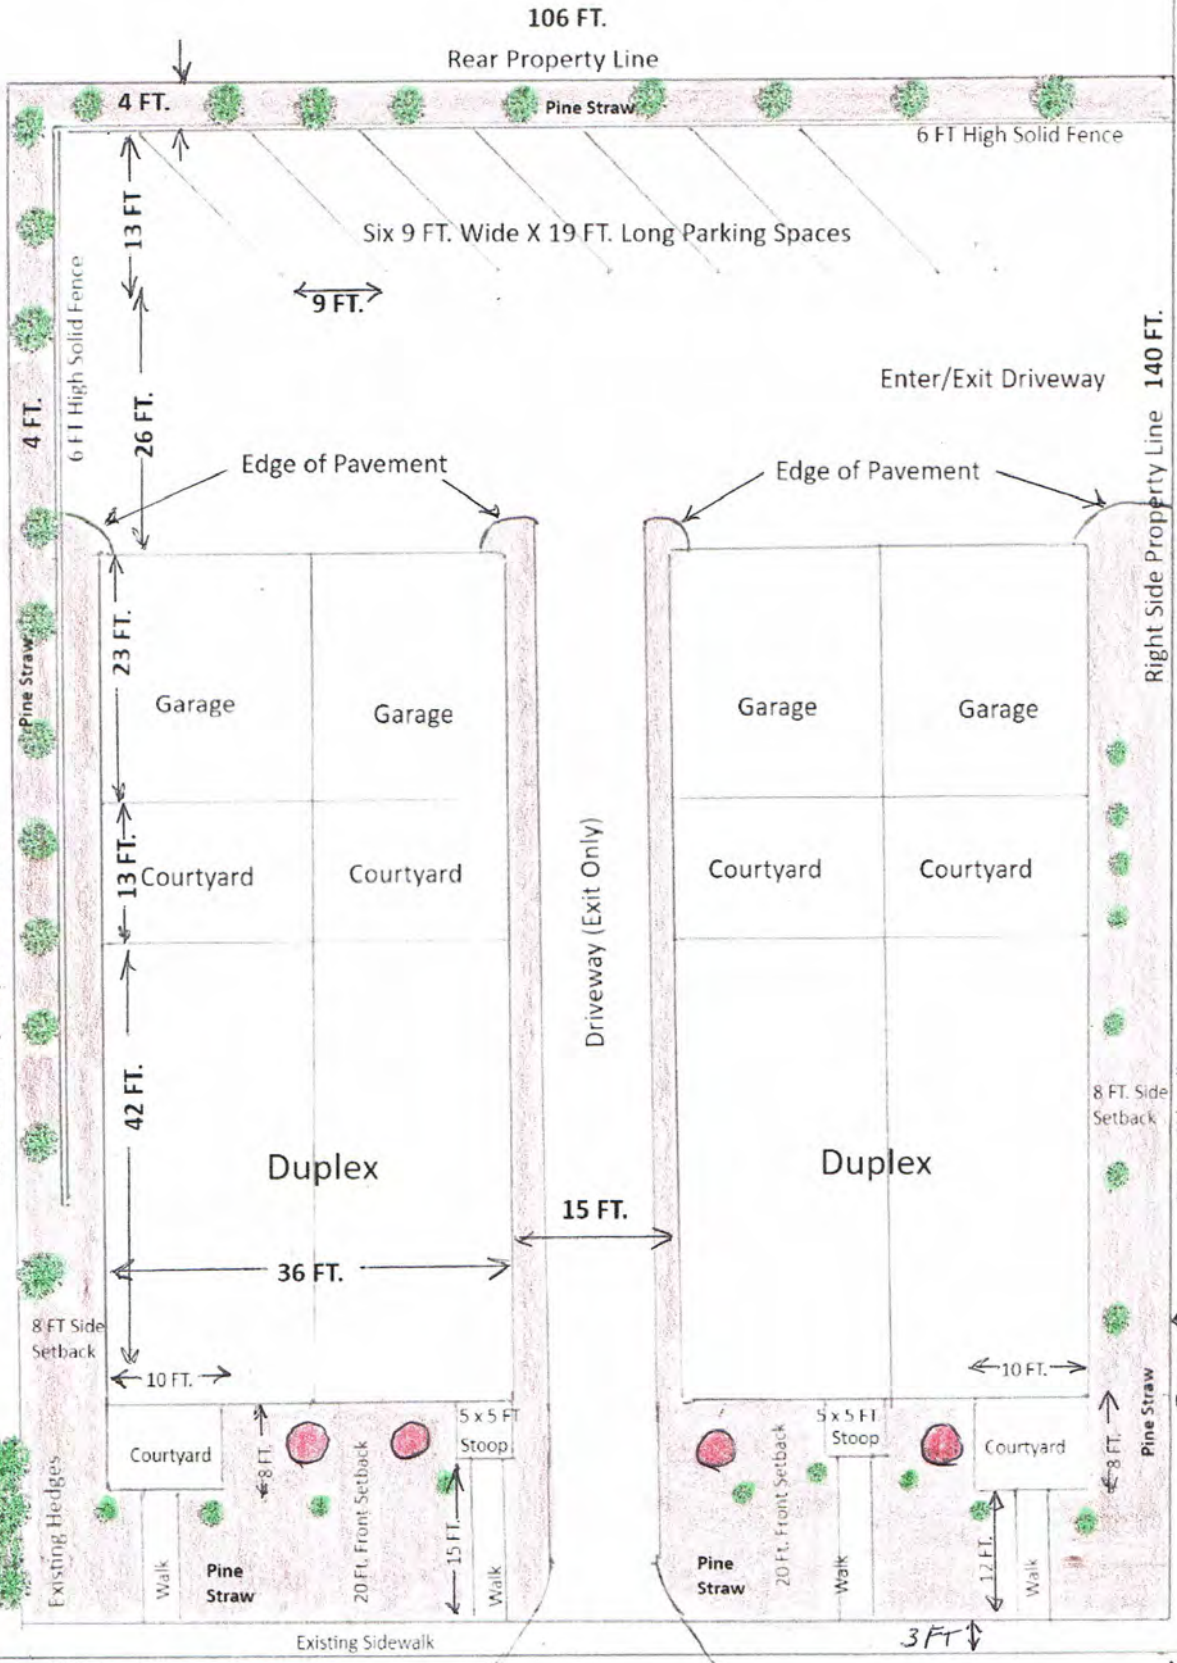 106 FT.
Rear Property Line
4 FT.
Pine Straw
6 FT High Solid Fence
13 FT
Six 9 FT. Wide X 19 FT. Long Parking Spaces
9 FT.
6 FT High Solid Fence
4 FT.
26 FT.
Enter/Exit Driveway
Right Side Property Line 140 FT.
Edge of Pavement
Edge of Pavement
23 FT.
Pine Straw
Garage
Garage
Garage
Garage
13 FT.
Courtyard
Courtyard
Courtyard
Courtyard
Driveway (Exit Only)
42 FT.
8 FT. Side
Setback
Duplex
Duplex
15 FT.
36 FT.
8 FT Side
Setback
10 FT.
10 FT.
Pine Straw
5 x 5 FT
Stoop
5 x 5 FT
Stoop
Courtyard
8 FT.
20 Ft. Front Setback
20 Ft. Front Setback
Courtyard
8 FT.
Existing Hedges
Walk
Pine
Straw
15 FT.
Walk
Pine
Straw
Walk
12 FT.
Walk
Existing Sidewalk
3 FT